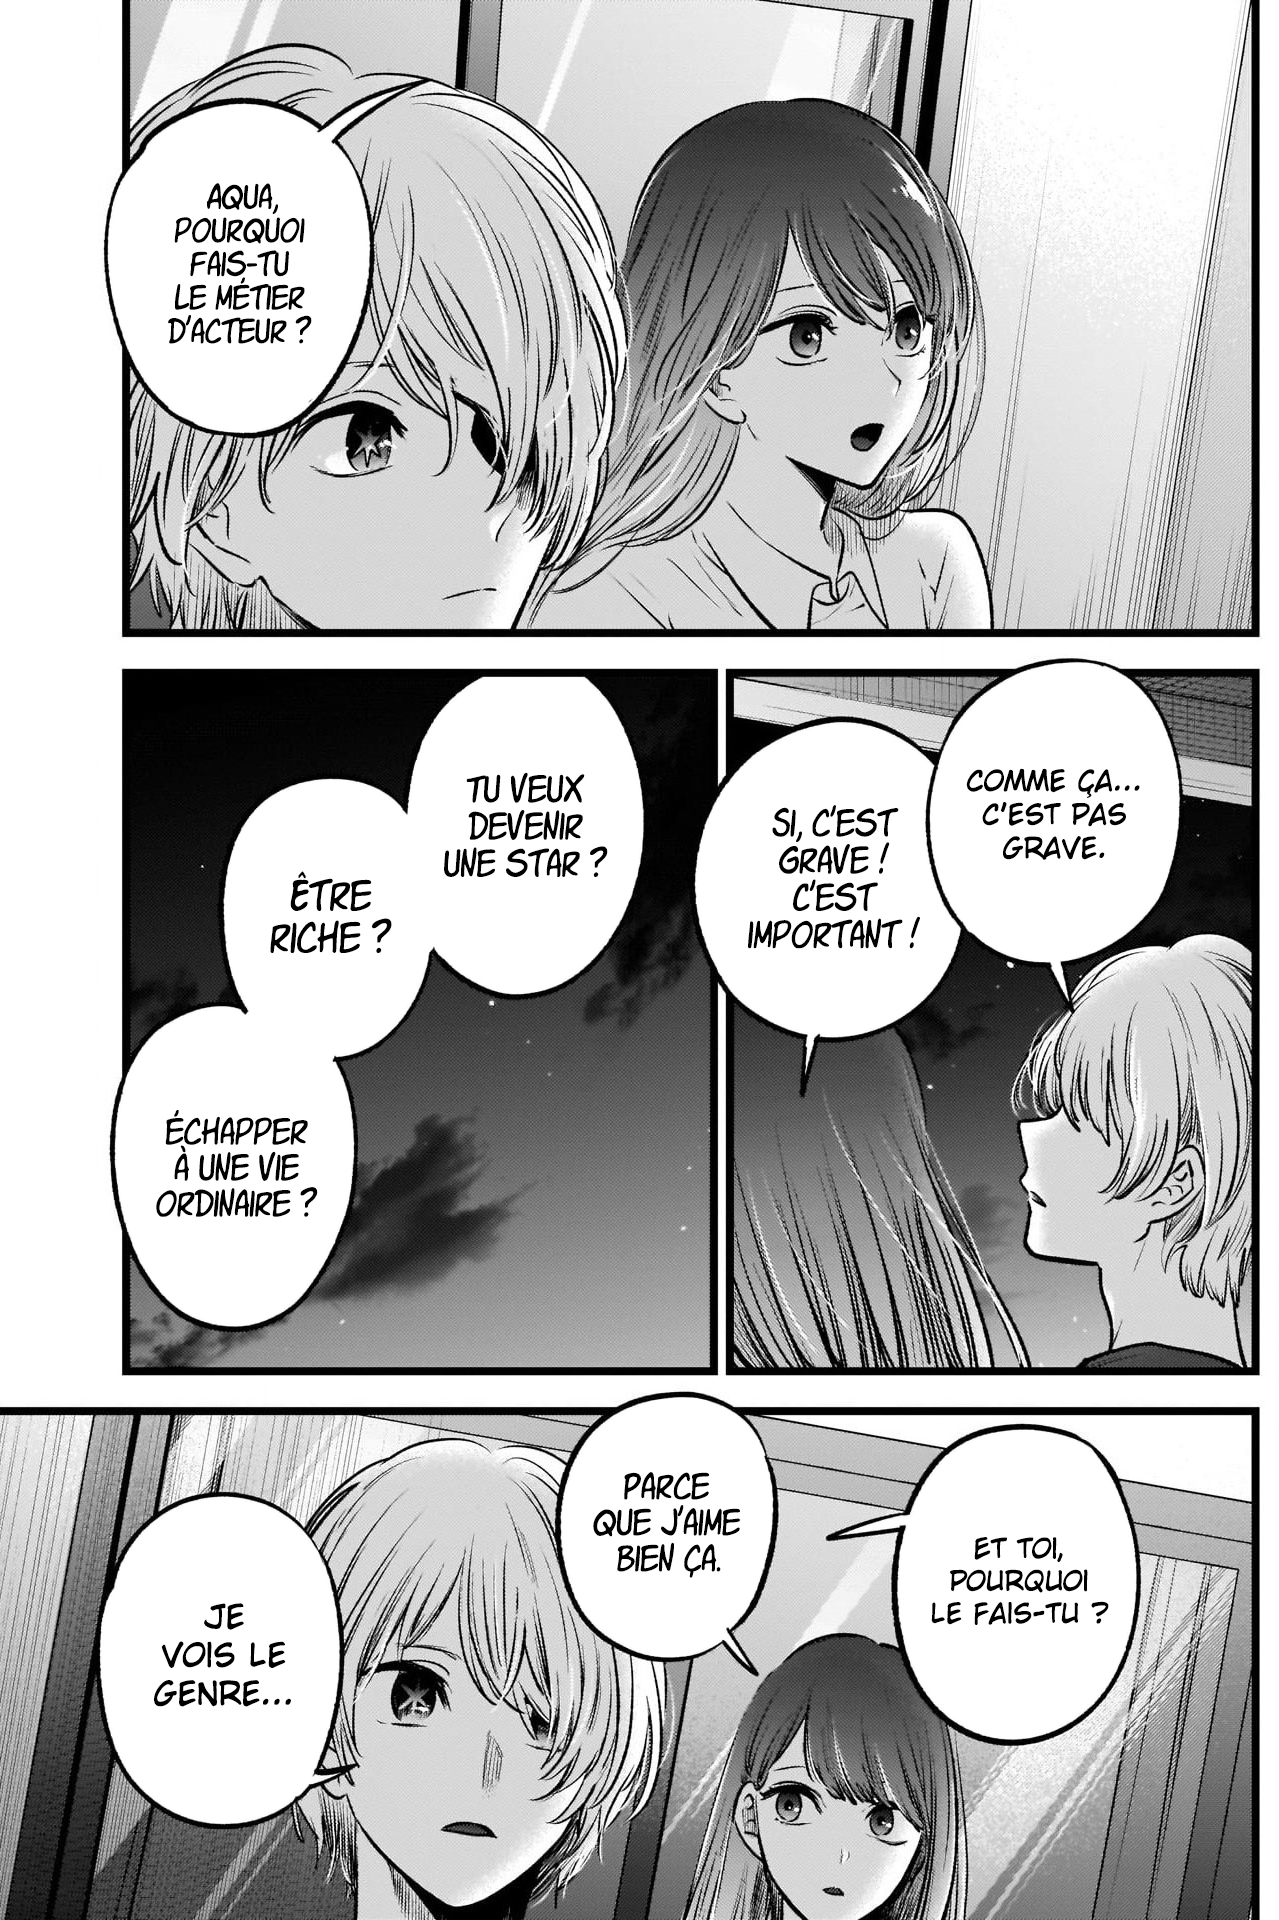 AQUA,
POURQUOI
FAIS-TU
LE MÉTIER
D'ACTEUR ?
COMME ÇA...
C'EST PAS
GRAVE.
SI, C'EST
GRAVE !
C'EST
IMPORTANT !
TU VEUX
DEVENIR
UNE STAR ?
ÊTRE
RICHE ?
ÉCHAPPER
À UNE VIE
ORDINAIRE ?
ET TOI,
POURQUOI
LE FAIS-TU ?
PARCE
QUE J'AIME
BIEN ÇA.
JE
VOIS LE
GENRE...